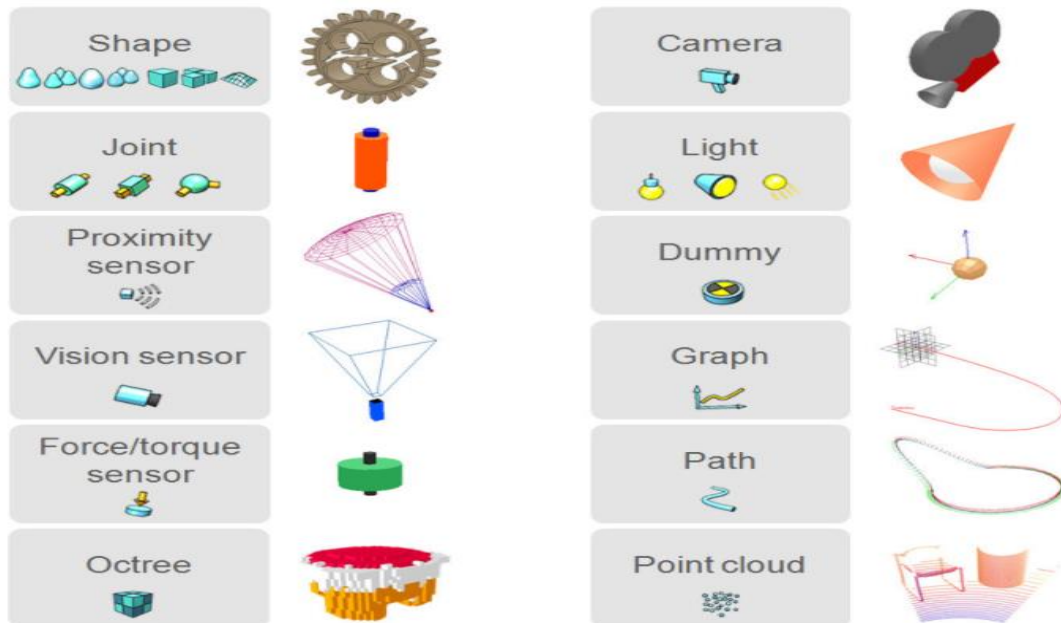 Shape
Joint
Proximity
sensor
Vision sensor
Force/torque
sensor
Octree
Camera
Light
Dummy
Graph
Path
Point cloud